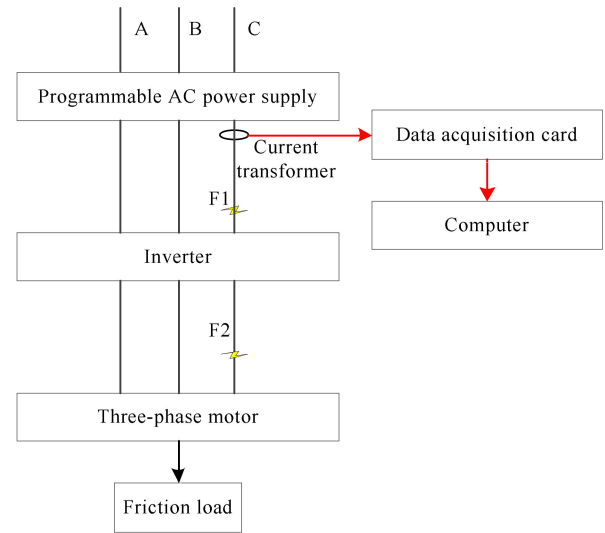 A B C
Programmable AC power supply
Current
transformer
Data acquisition card
F1
Computer
Inverter
F2
Three-phase motor
Friction load